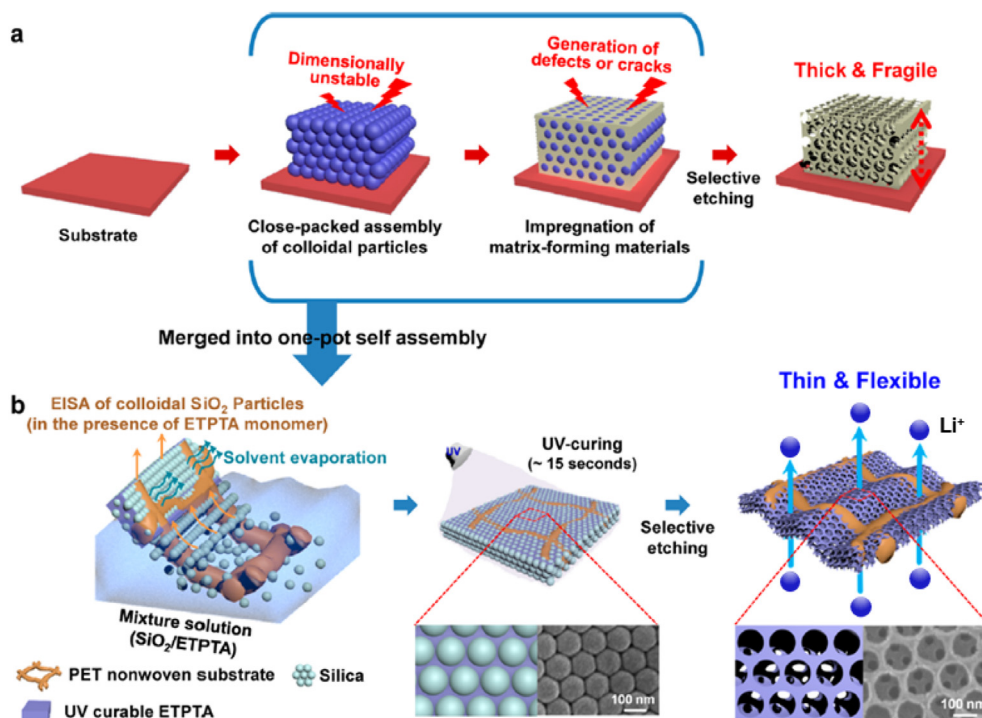 a
Dimensionally
unstable
Generation of
defects or cracks
Thick & Fragile
Substrate
Close-packed assembly
of colloidal particles
Impregnation of
matrix-forming materials
Selective
etching
Merged into one-pot self assembly
b
EISA of colloidal SiO₂ Particles
(in the presence of ETPTA monomer)
Solvent evaporation
Mixture solution
(SiO₂/ETPTA)
UV
UV-curing
(~ 15 seconds)
Selective
etching
Thin & Flexible
Li⁺
100 nm
100 nm
PET nonwoven substrate
Silica
UV curable ETPTA